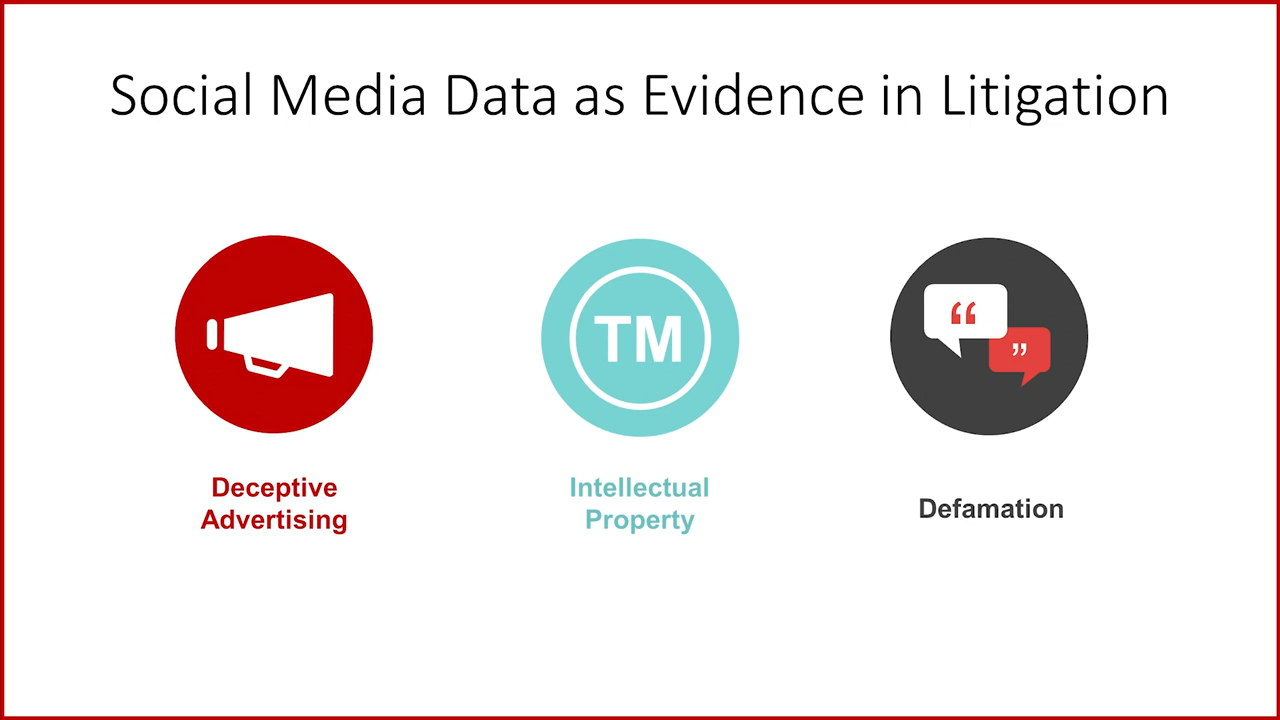 Social Media Data as Evidence in Litigation
TM
“
”
Deceptive
Advertising
Intellectual
Property
Defamation